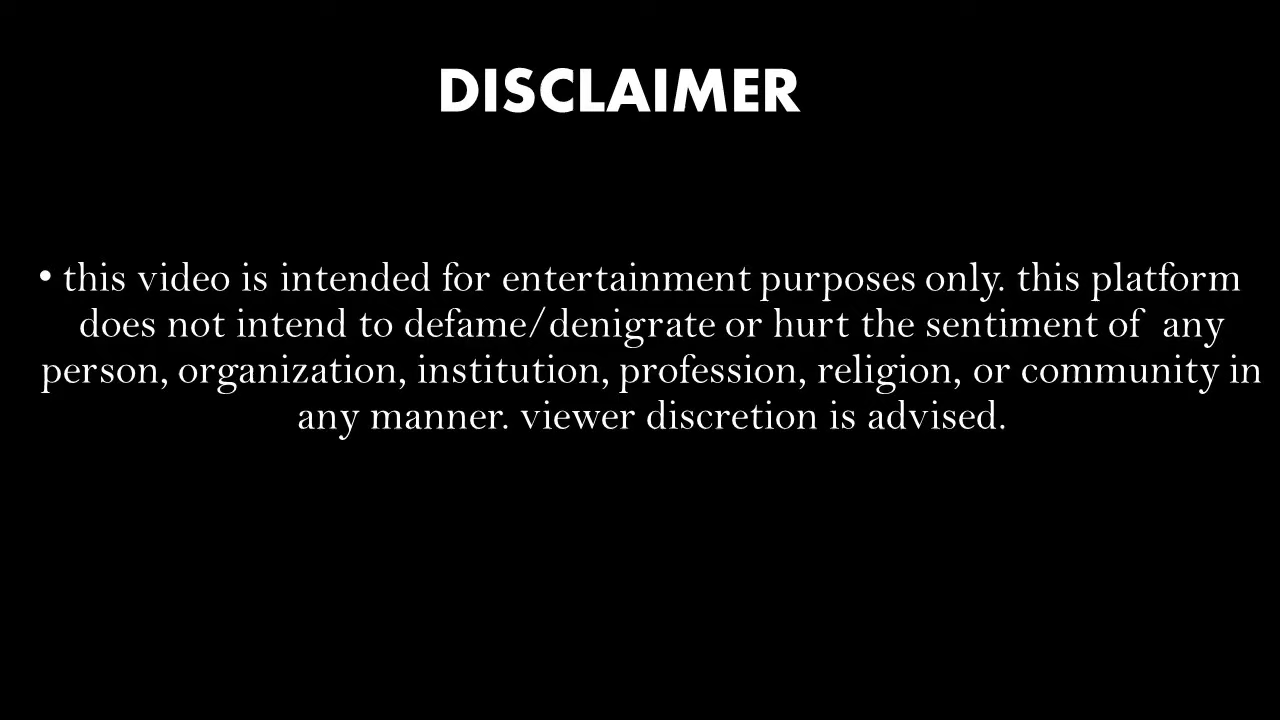 DISCLAIMER
• this video is intended for entertainment purposes only. this platform
does not intend to defame/denigrate or hurt the sentiment of any
person, organization, institution, profession, religion, or community in
any manner. viewer discretion is advised.